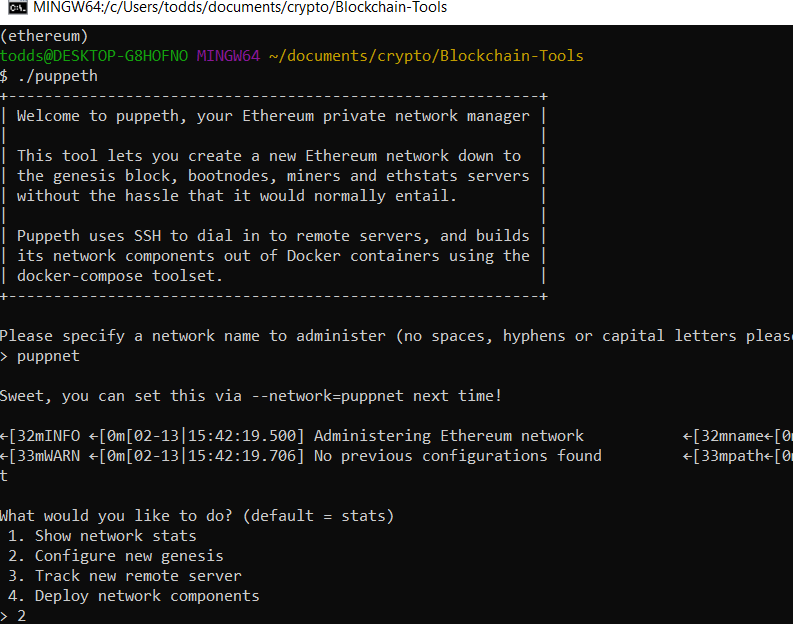 MINGW64:/c/Users/todds/documents/crypto/Blockchain-Tools
(ethereum)
todds@DESKTOP-G8HOFNO MINGW64 ~/documents/crypto/Blockchain-Tools
$ ./puppeth
+-----------------------------------------------------------+
| Welcome to puppeth, your Ethereum private network manager |
|                                                           |
| This tool lets you create a new Ethereum network down to  |
| the genesis block, bootnodes, miners and ethstats servers |
| without the hassle that it would normally entail.         |
|                                                           |
| Puppeth uses SSH to dial in to remote servers, and builds |
| its network components out of Docker containers using the |
| docker-compose toolset.                                   |
+-----------------------------------------------------------+
Please specify a network name to administer (no spaces, hyphens or capital letters pleas
> puppnet
Sweet, you can set this via --network=puppnet next time!
←[32mINFO ←[0m[02-13|15:42:19.500] Administering Ethereum network           ←[32mname←[0m
←[33mWARN ←[0m[02-13|15:42:19.706] No previous configurations found         ←[33mpath←[0m
t
What would you like to do? (default = stats)
 1. Show network stats
 2. Configure new genesis
 3. Track new remote server
 4. Deploy network components
> 2